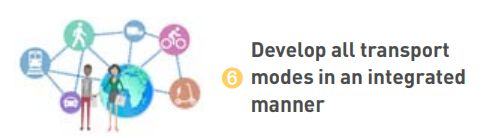 Develop all transport
6 modes in an integrated
manner